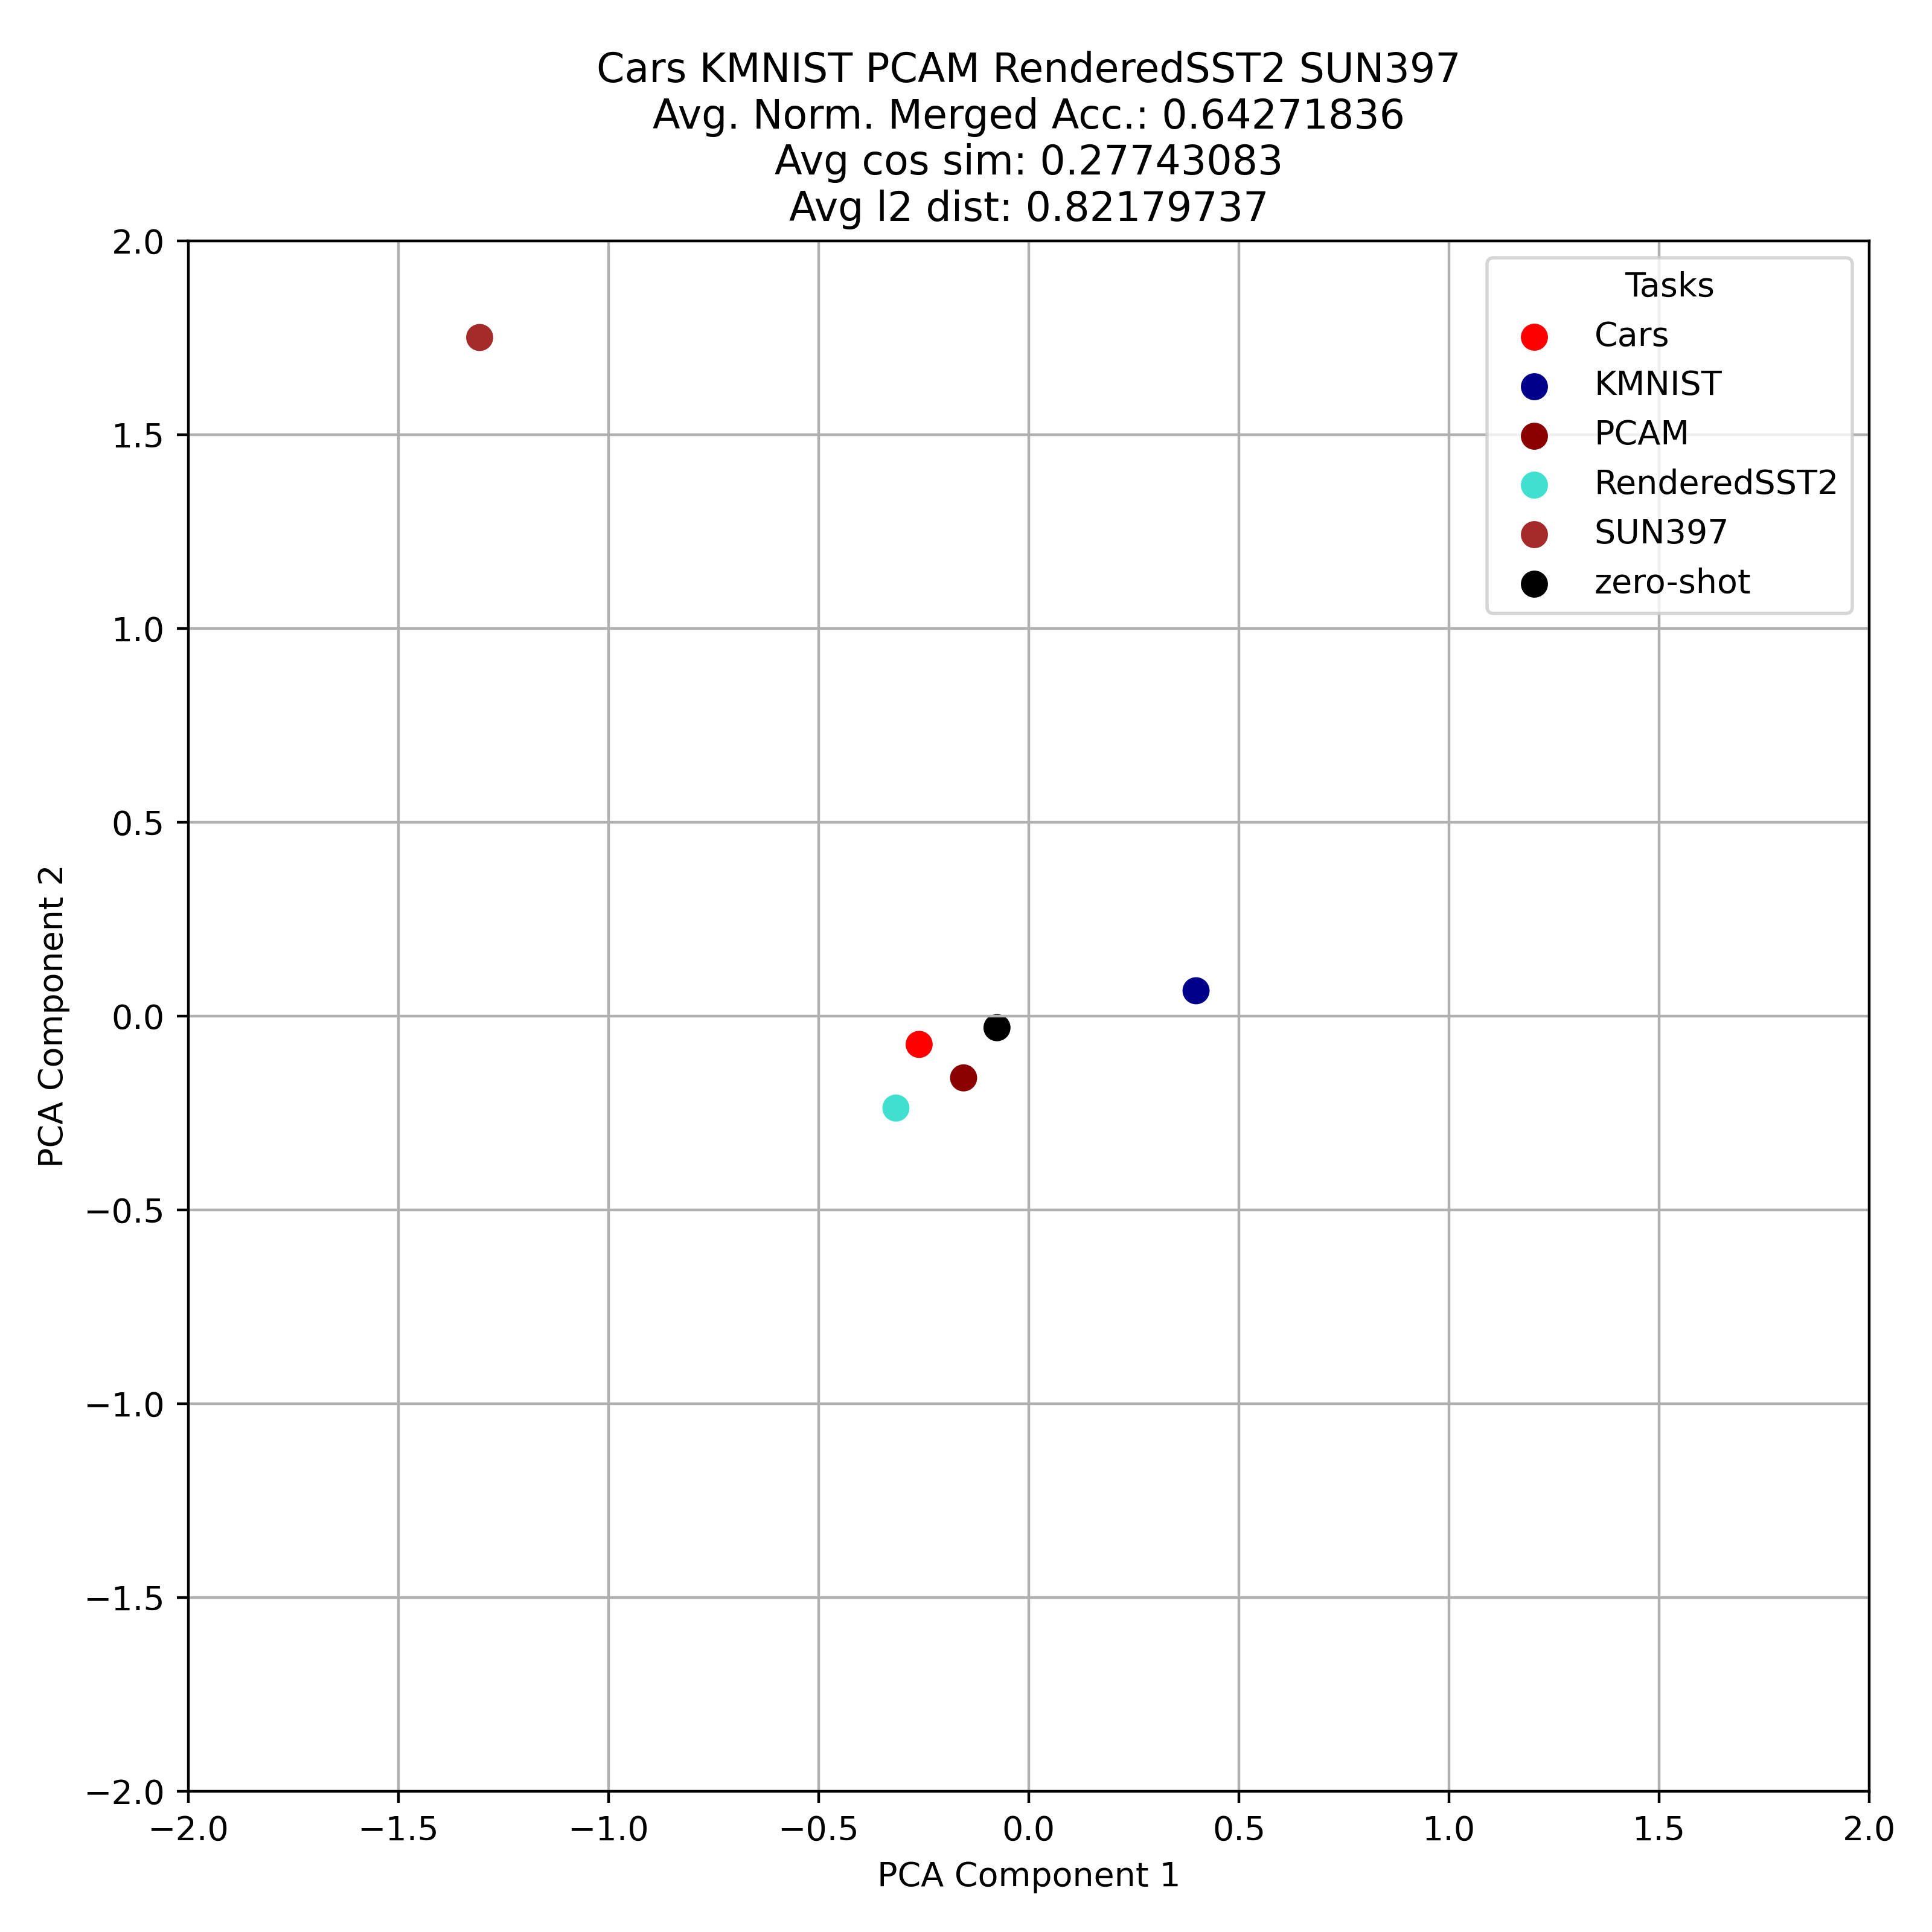 Cars KMNIST PCAM RenderedSST2 SUN397
Avg. Norm. Merged Acc.: 0.64271836
Avg cos sim: 0.27743083
Avg l2 dist: 0.82179737
Tasks
Cars
KMNIST
PCAM
RenderedSST2
SUN397
zero-shot
2.0
1.5
1.0
0.5
0.0
−0.5
−1.0
−1.5
−2.0
PCA Component 2
−2.0 −1.5 −1.0 −0.5 0.0 0.5 1.0 1.5 2.0
PCA Component 1